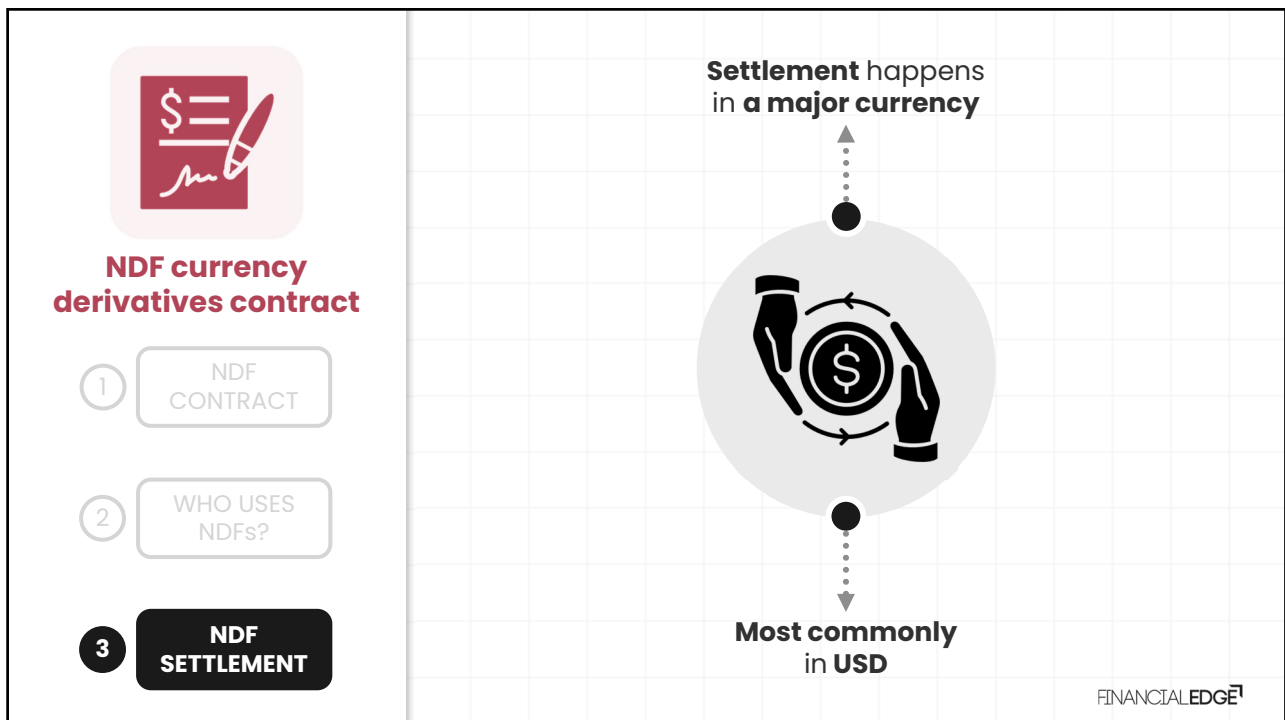 $
NDF currency
derivatives contract
1
NDF
CONTRACT
2
WHO USES
NDFs?
3
NDF
SETTLEMENT
Settlement happens
in a major currency
$
Most commonly
in USD
FINANCIALEDGE